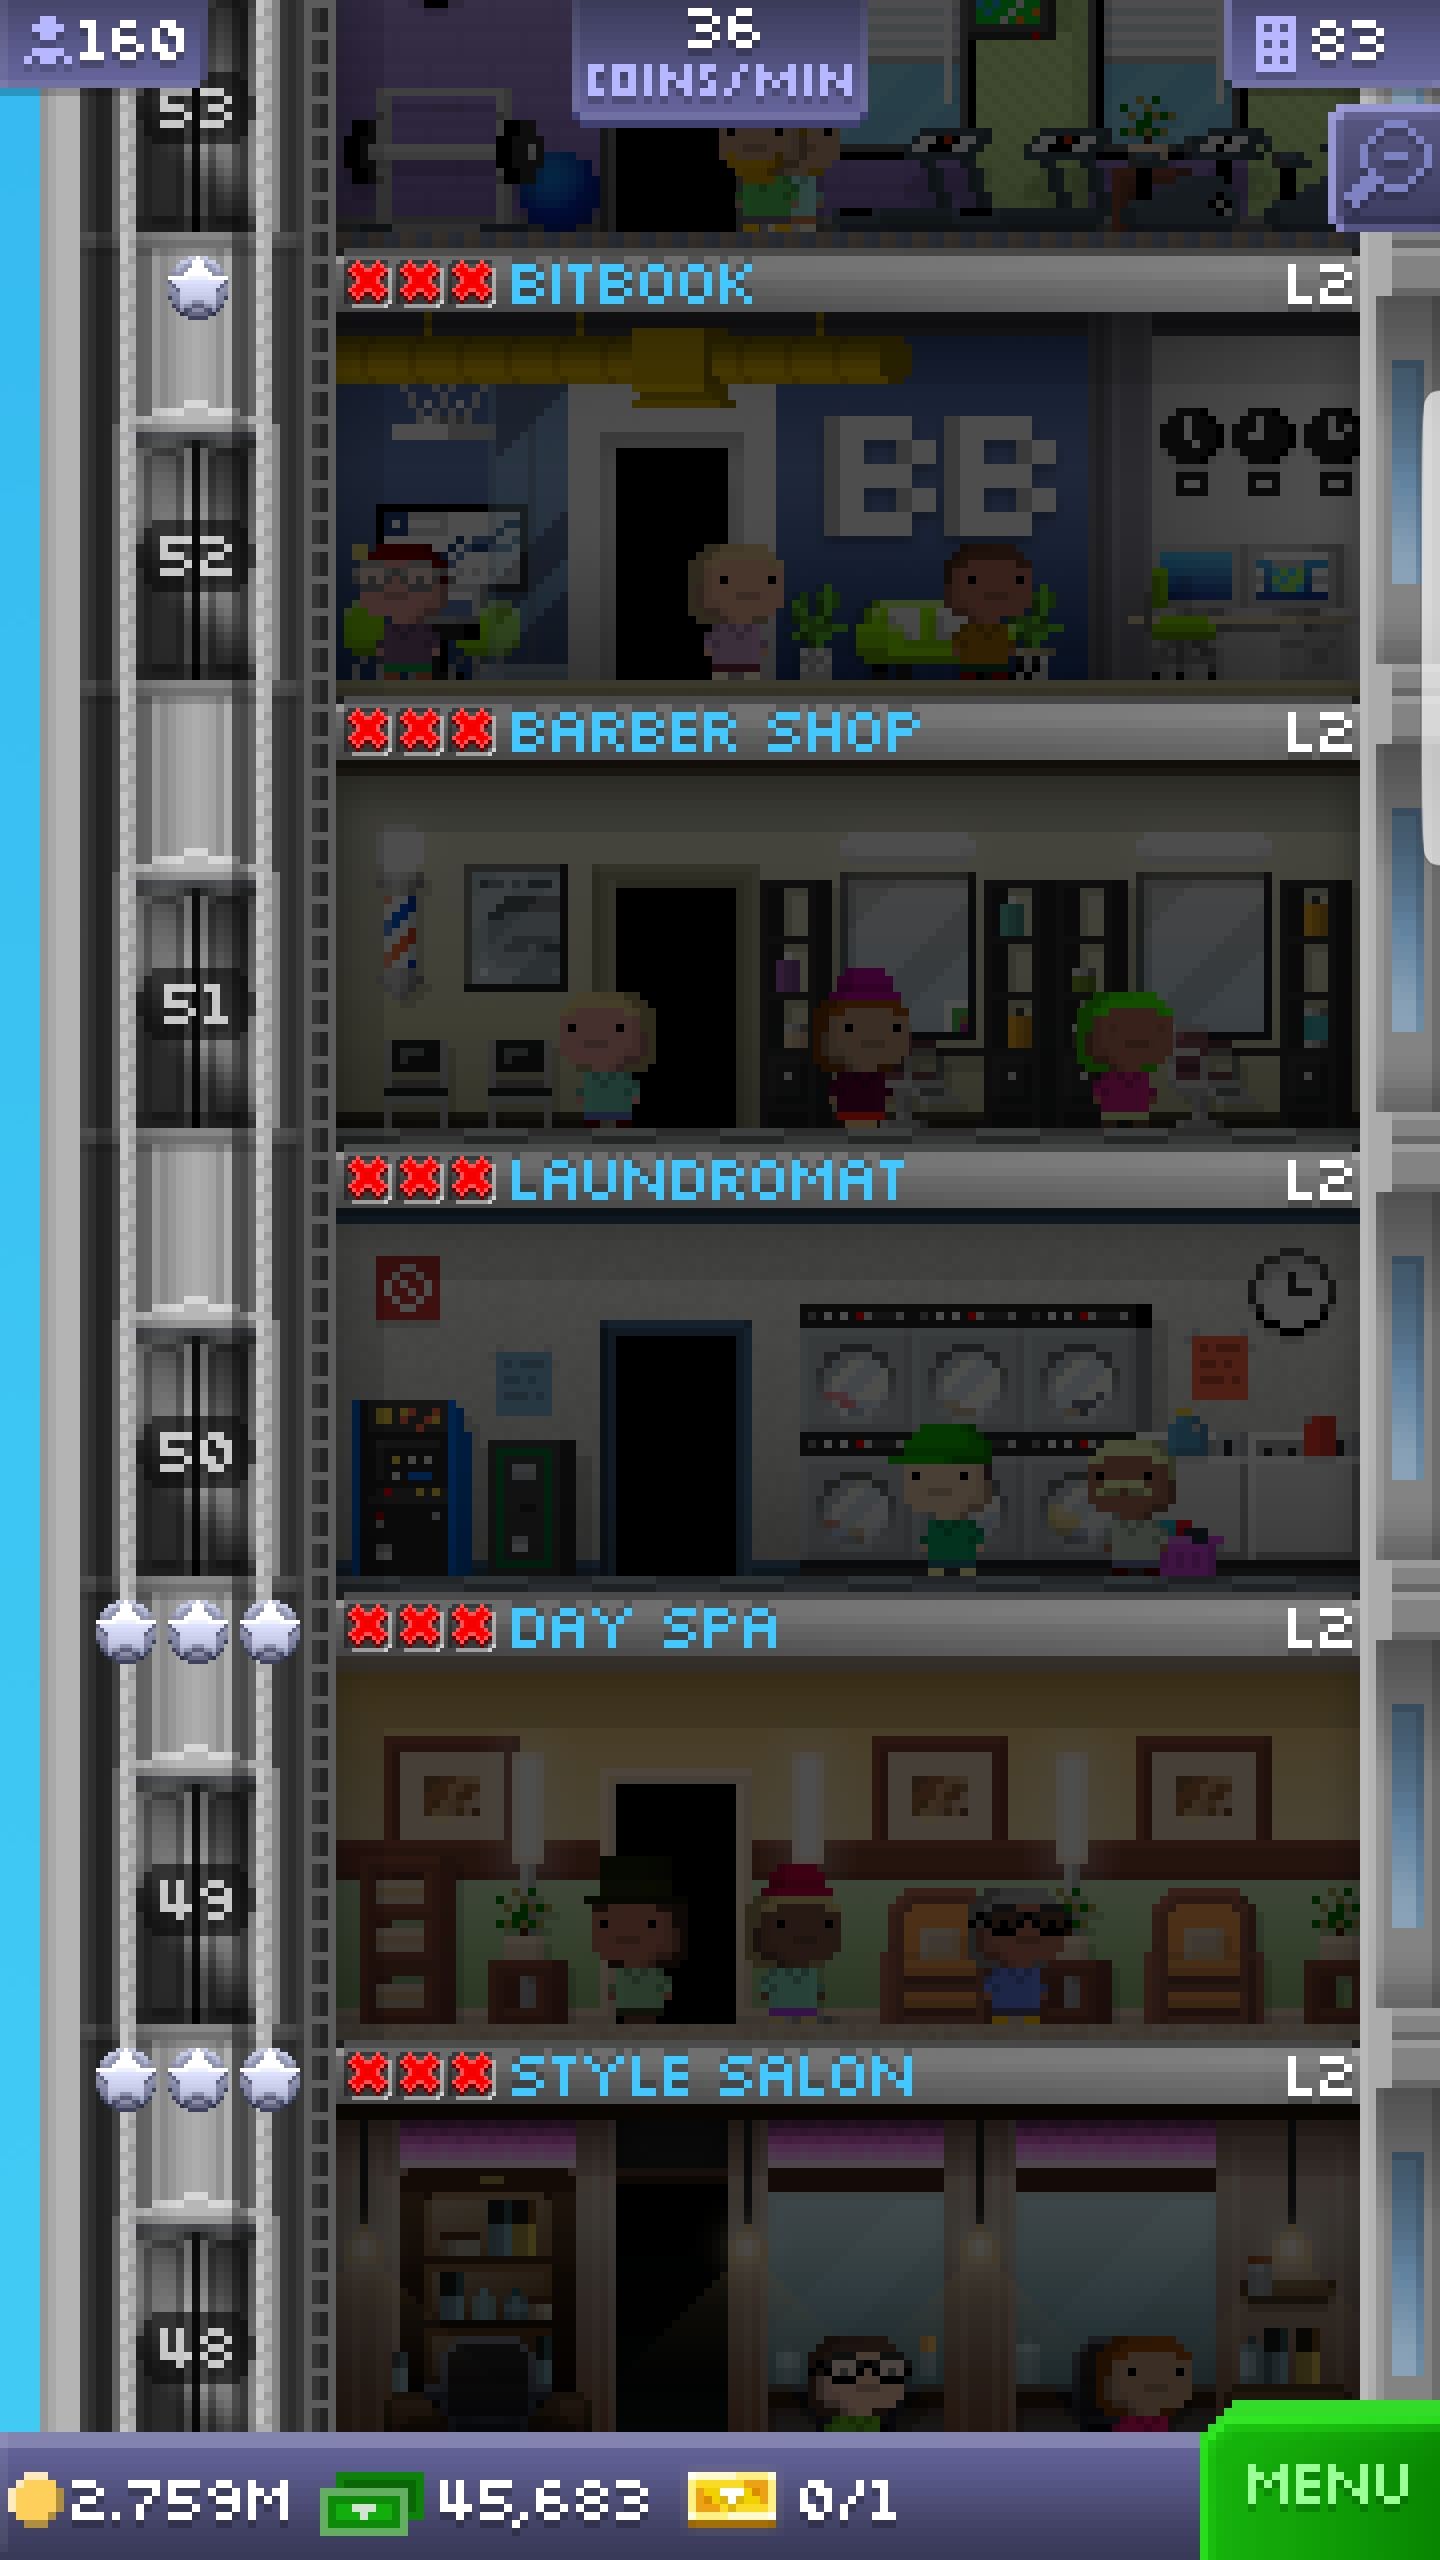 160
36
COINS/MIN
83
53
BITBOOK L2
BB
52
BARBER SHOP L2
51
LAUNDROMAT L2
50
DAY SPA L2
49
STYLE SALON L2
48
2.759M 45,683 0/1
MENU